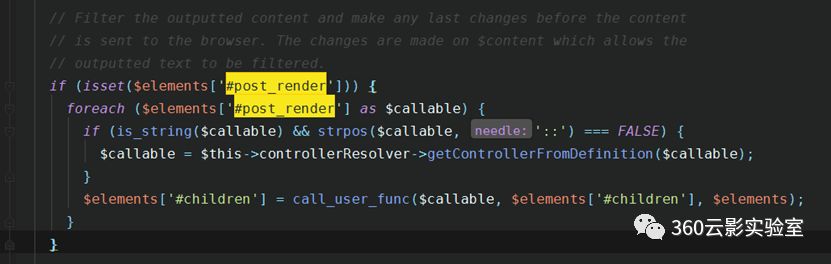 // Filter the outputted content and make any last changes before the content
// is sent to the browser. The changes are made on $content which allows the
// outputted text to be filtered.
if (isset($elements['#post_render'])) {
  foreach ($elements['#post_render'] as $callable) {
    if (is_string($callable) && strpos($callable, needle: '::') === FALSE) {
      $callable = $this->controllerResolver->getControllerFromDefinition($callable);
    }
    $elements['#children'] = call_user_func($callable, $elements['#children'], $elements);
  }
}
360云影实验室